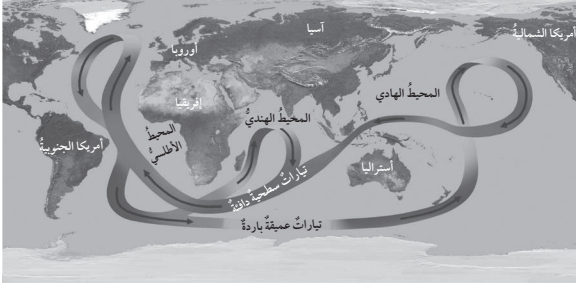 آسيا
أمريكا الشماليةُ
أوروبا
المحيطُ الهادي
إفريقيا
المحيطُ الهنديُّ
المحيطُ
الأطلسيُّ
أمريكا الجنوبيةُ
أستراليا
تياراتٌ سطحيةٌ دافئةٌ
تياراتٌ عميقةٌ باردةٌ